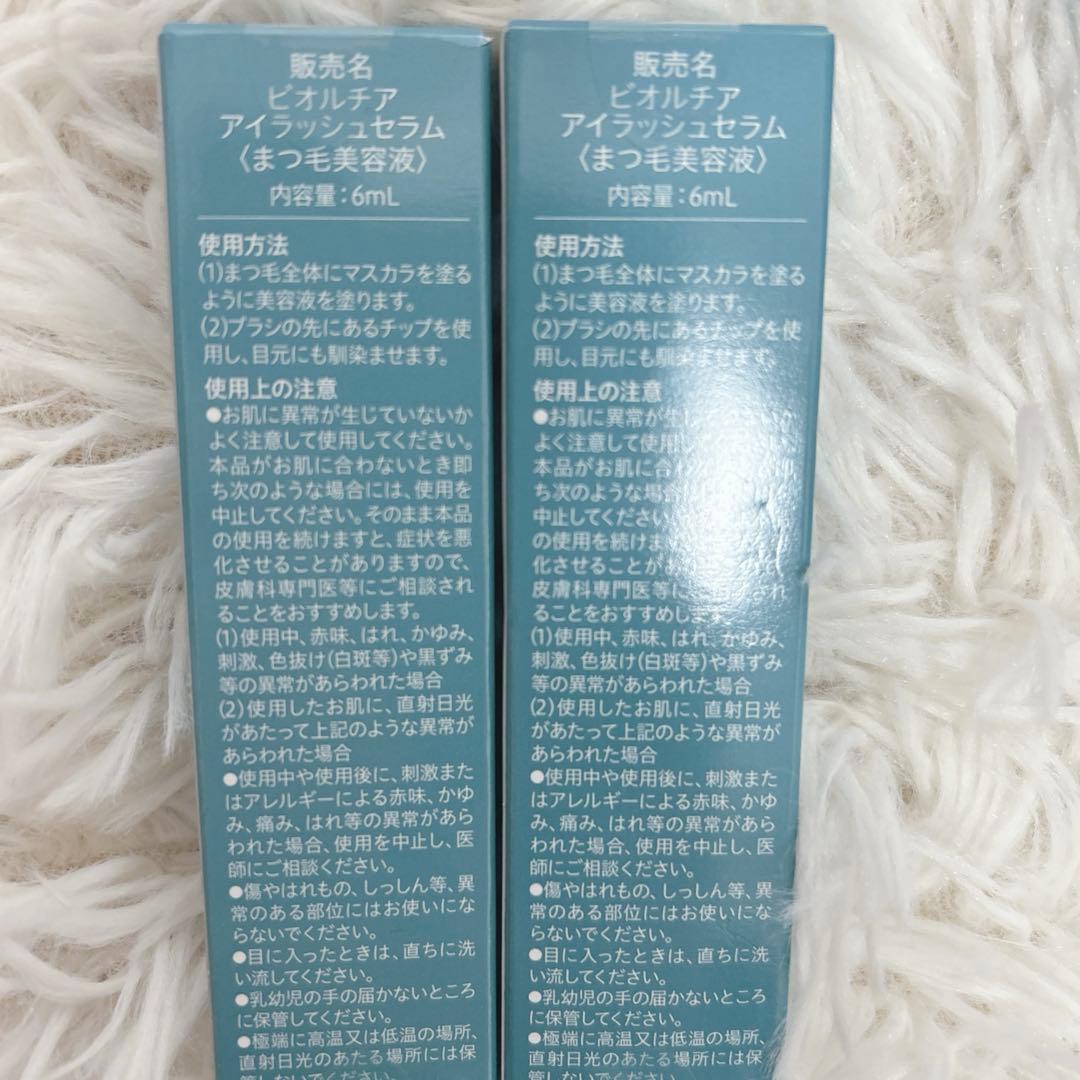 販売名
ビオルチア
アイラッシュセラム
〈まつ毛美容液〉
内容量：6mL
使用方法
(1)まつ毛全体にマスカラを塗る
ように美容液を塗ります。
(2)ブラシの先にあるチップを使
用し、目元にも馴染ませます。
使用上の注意
●お肌に異常が生じていないか
よく注意して使用してください。
本品がお肌に合わないとき即
ち次のような場合には、使用を
中止してください。そのまま本品
の使用を続けますと、症状を悪
化させることがありますので、
皮膚科専門医等にご相談され
ることをおすすめします。
(1)使用中、赤味、はれ、かゆみ、
刺激、色抜け(白斑等)や黒ずみ
等の異常があらわれた場合
(2)使用したお肌に、直射日光
があたって上記のような異常が
あらわれた場合
●使用中や使用後に、刺激また
はアレルギーによる赤味、かゆ
み、痛み、はれ等の異常があら
われた場合、使用を中止し、医
師にご相談ください。
●傷やはれもの、しっしん等、異
常のある部位にはお使いにな
らないでください。
●目に入ったときは、直ちに洗
い流してください。
●乳幼児の手の届かないところ
に保管してください。
●極端に高温又は低温の場所、
直射日光のあたる場所には保
管しないでください。
販売名
ビオルチア
アイラッシュセラム
〈まつ毛美容液〉
内容量：6mL
使用方法
(1)まつ毛全体にマスカラを塗る
ように美容液を塗ります。
(2)ブラシの先にあるチップを使
用し、目元にも馴染ませます。
使用上の注意
●お肌に異常が生
よく注意して使用
本品がお肌に合わ
ち次のような場合
中止してください
の使用を続けま
化させることが
皮膚科専門医等に され
ることをおすすめします
(1)使用中、赤味、はれ、かゆみ、
刺激、色抜け(白斑等)や黒ずみ
等の異常があらわれた場合
(2)使用したお肌に、直射日光
があたって上記のような異常が
あらわれた場合
●使用中や使用後に、刺激また
はアレルギーによる赤味、かゆ
み、痛み、はれ等の異常があら
われた場合、使用を中止し、医
師にご相談ください。
●傷やはれもの、しっしん等、異
常のある部位にはお使いにな
らないでください。
●目に入ったときは、直ちに洗
い流してください。
●乳幼児の手の届かないところ
に保管してください。
●極端に高温又は低温の場所、
直射日光のあたる場所には保
管しないでください。